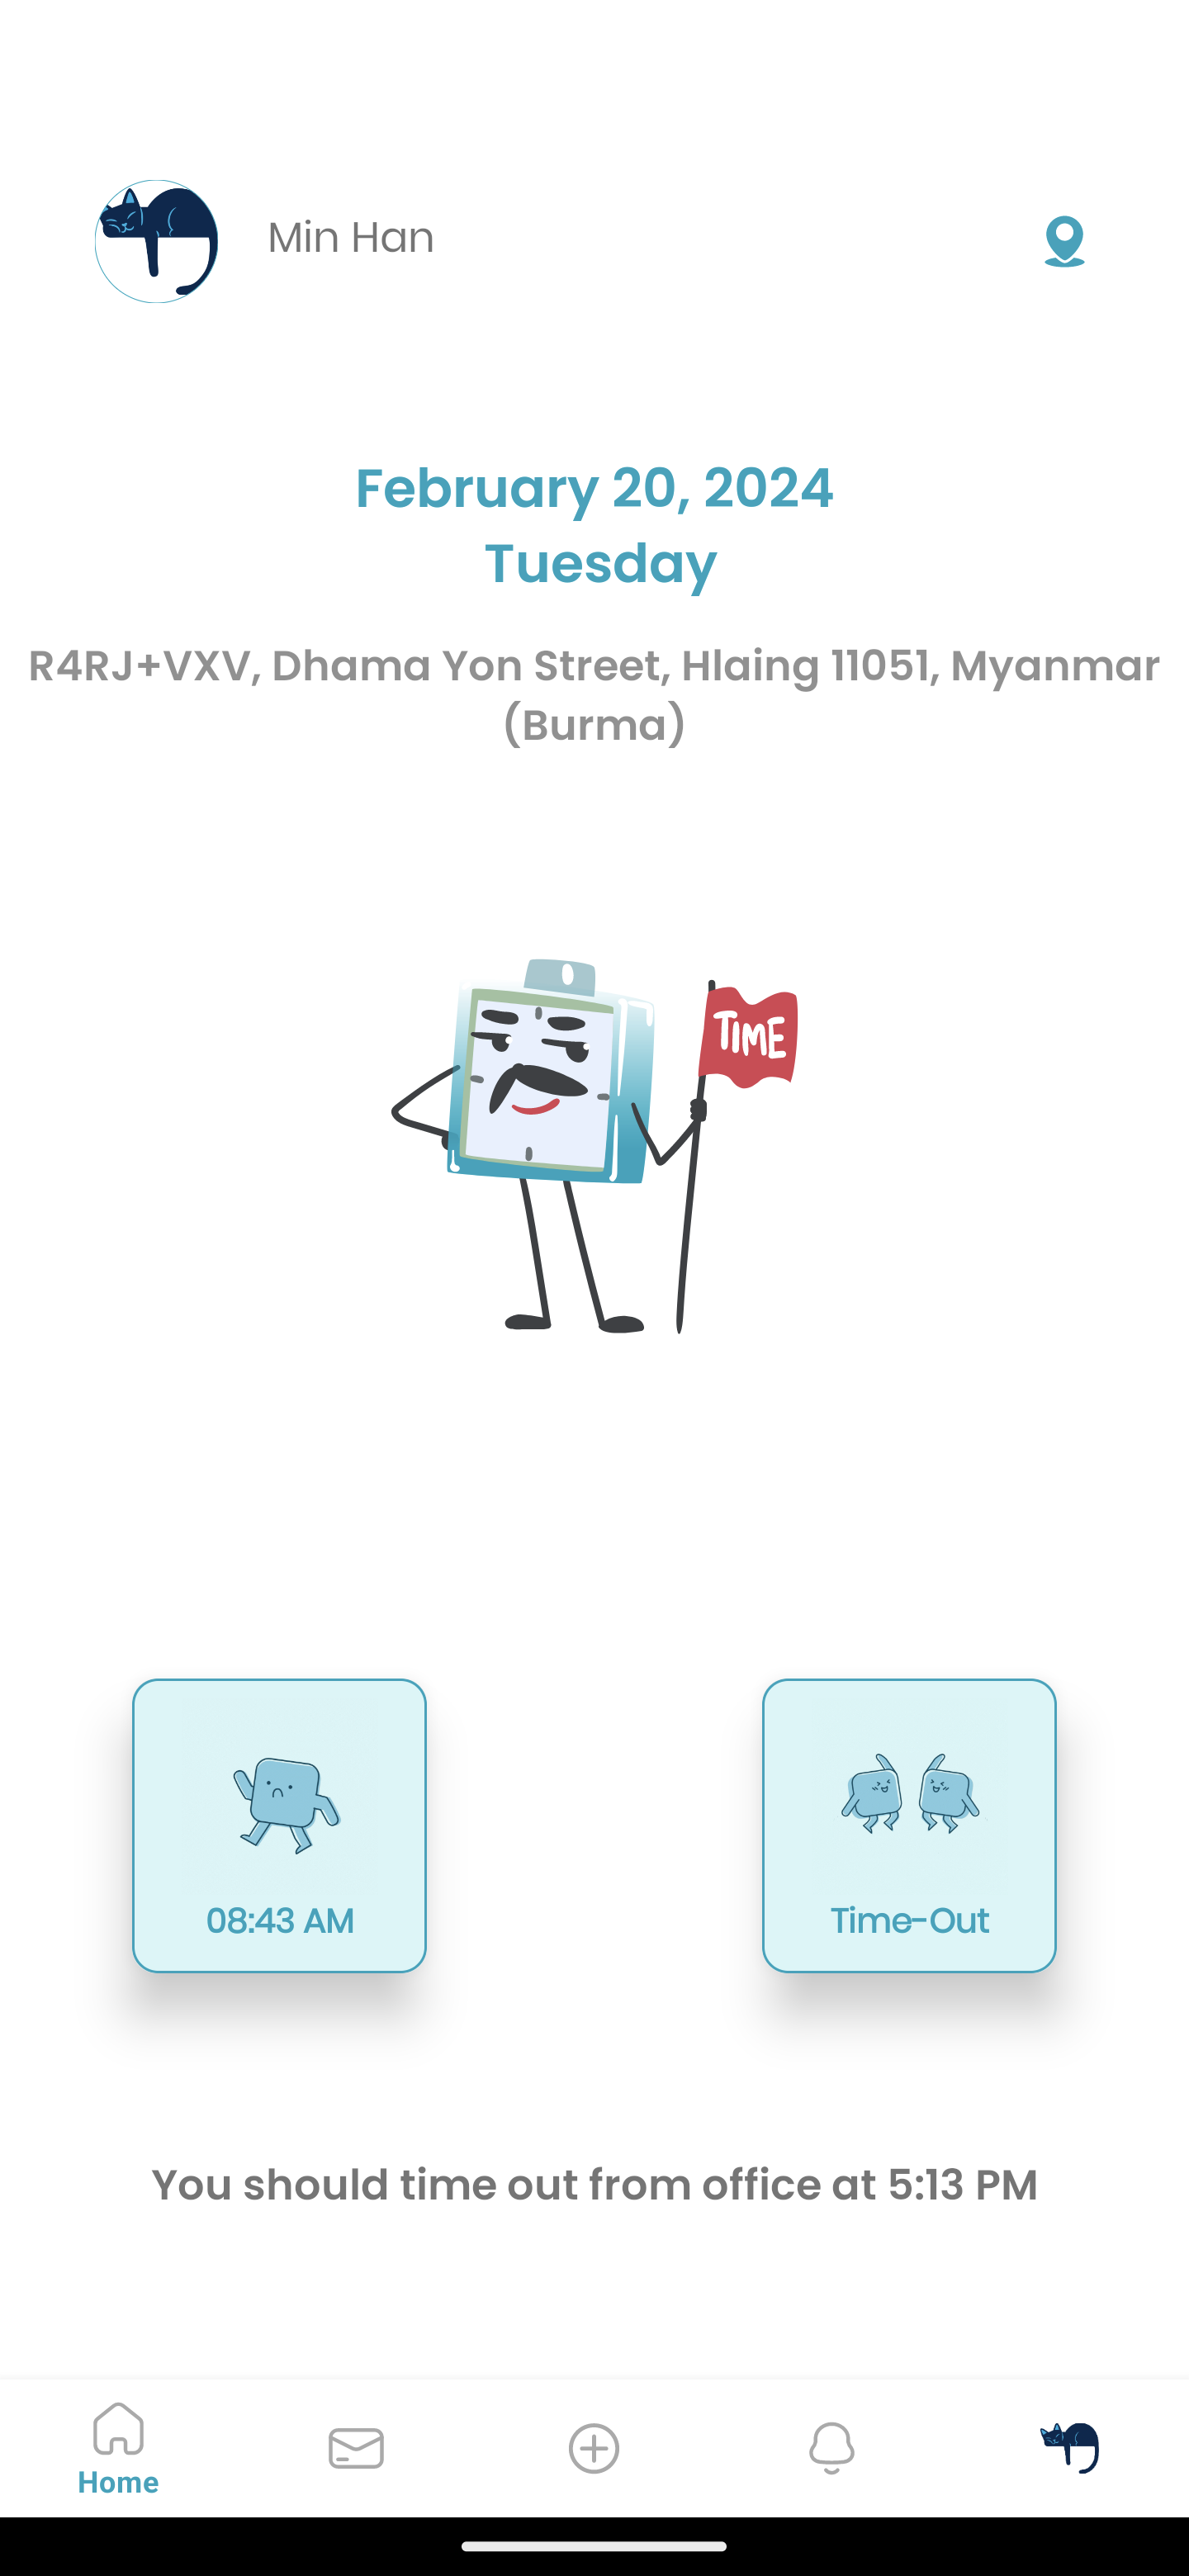 Min Han
February 20, 2024
Tuesday
R4RJ+VXV, Dhama Yon Street, Hlaing 11051, Myanmar
(Burma)
TIME
08:43 AM
Time-Out
You should time out from office at 5:13 PM
Home